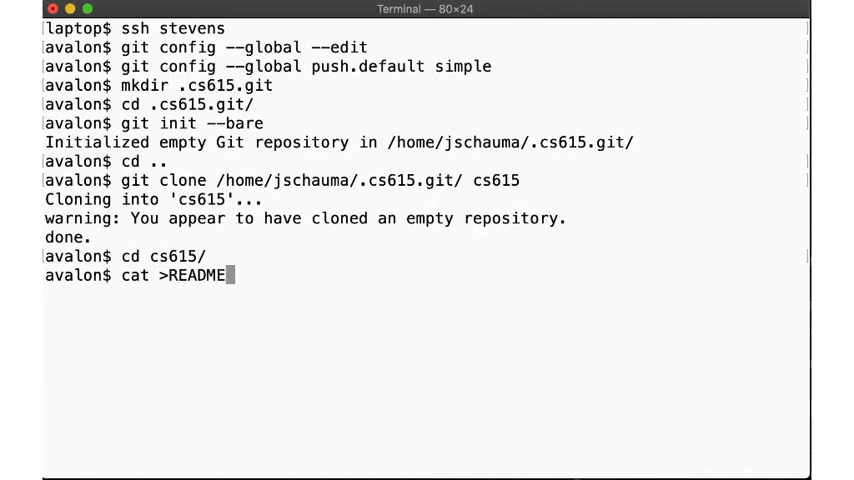 Terminal — 80×24
laptop$ ssh stevens
avalon$ git config --global --edit
avalon$ git config --global push.default simple
avalon$ mkdir .cs615.git
avalon$ cd .cs615.git/
avalon$ git init --bare
Initialized empty Git repository in /home/jschauma/.cs615.git/
avalon$ cd ..
avalon$ git clone /home/jschauma/.cs615.git/ cs615
Cloning into 'cs615'...
warning: You appear to have cloned an empty repository.
done.
avalon$ cd cs615/
avalon$ cat >README